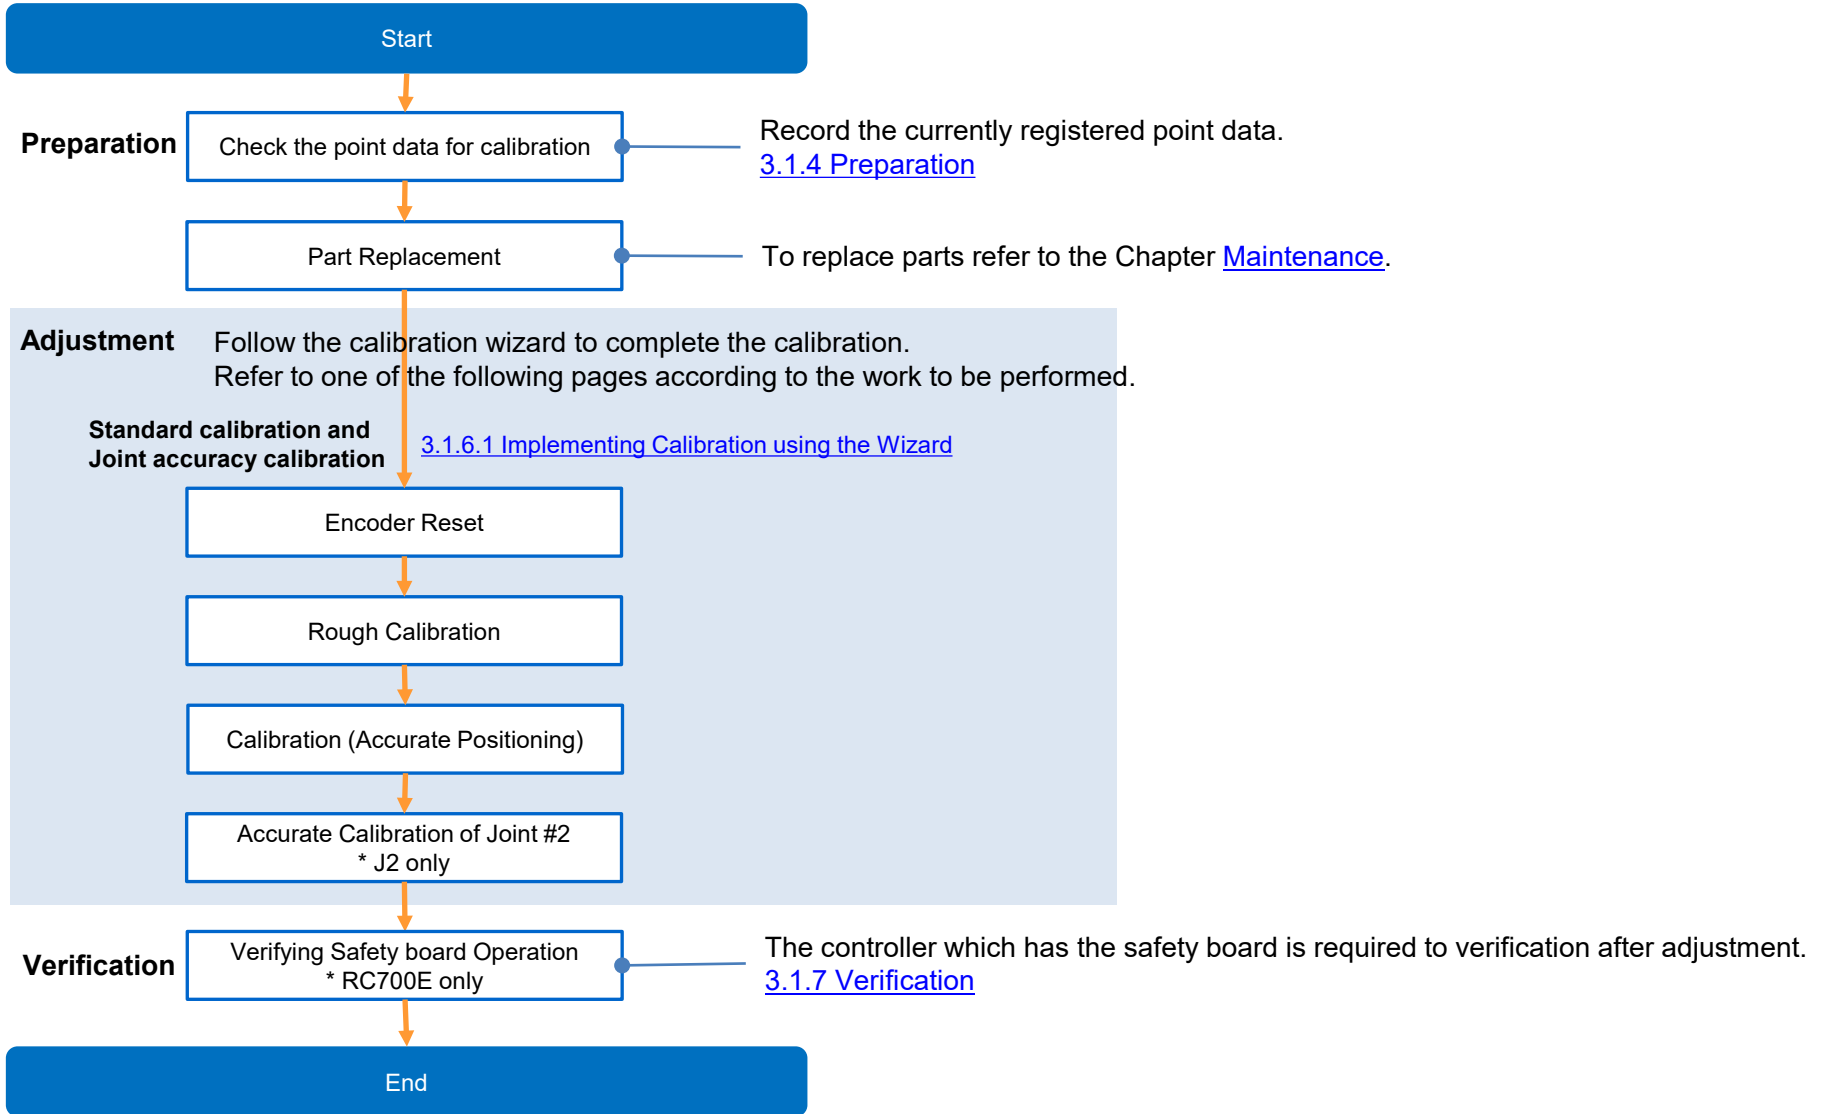 Start
Preparation
Check the point data for calibration
Record the currently registered point data.
3.1.4 Preparation
Part Replacement
To replace parts refer to the Chapter Maintenance.
Adjustment
Follow the calibration wizard to complete the calibration.
Refer to one of the following pages according to the work to be performed.
Standard calibration and
Joint accuracy calibration
3.1.6.1 Implementing Calibration using the Wizard
Encoder Reset
Rough Calibration
Calibration (Accurate Positioning)
Accurate Calibration of Joint #2
* J2 only
Verification
Verifying Safety board Operation
* RC700E only
The controller which has the safety board is required to verification after adjustment.
3.1.7 Verification
End